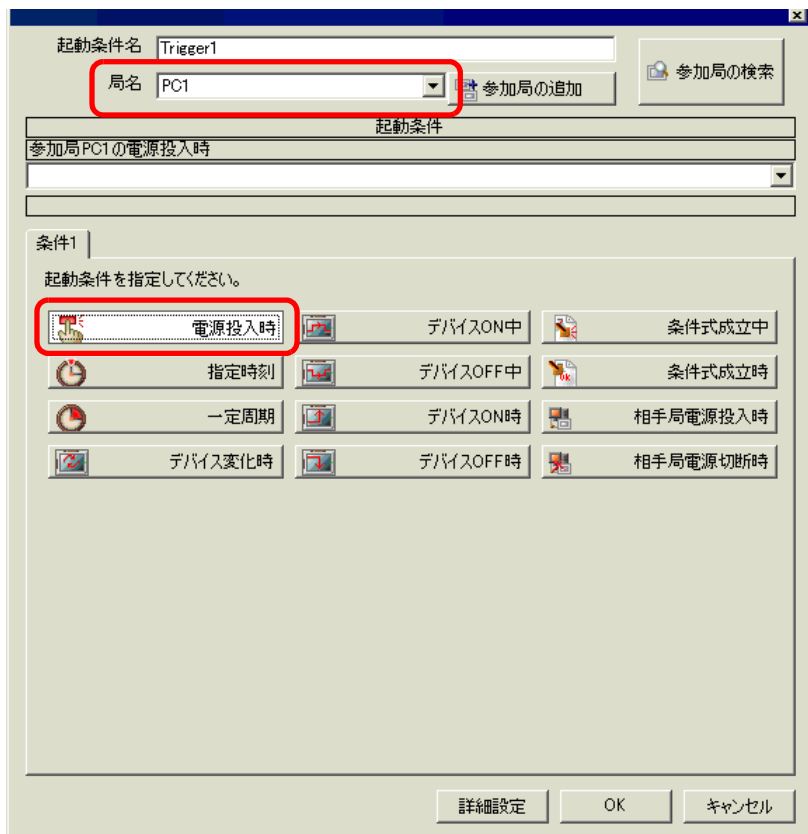 起動条件名 Trigger1
局名 PC1 参加局の追加 参加局の検索
起動条件
参加局PC1の電源投入時
条件1
起動条件を指定してください。
電源投入時 デバイスON中 条件式成立中
指定時刻 デバイスOFF中 条件式成立時
一定周期 デバイスON時 相手局電源投入時
デバイス変化時 デバイスOFF時 相手局電源切断時
詳細設定 OK キャンセル